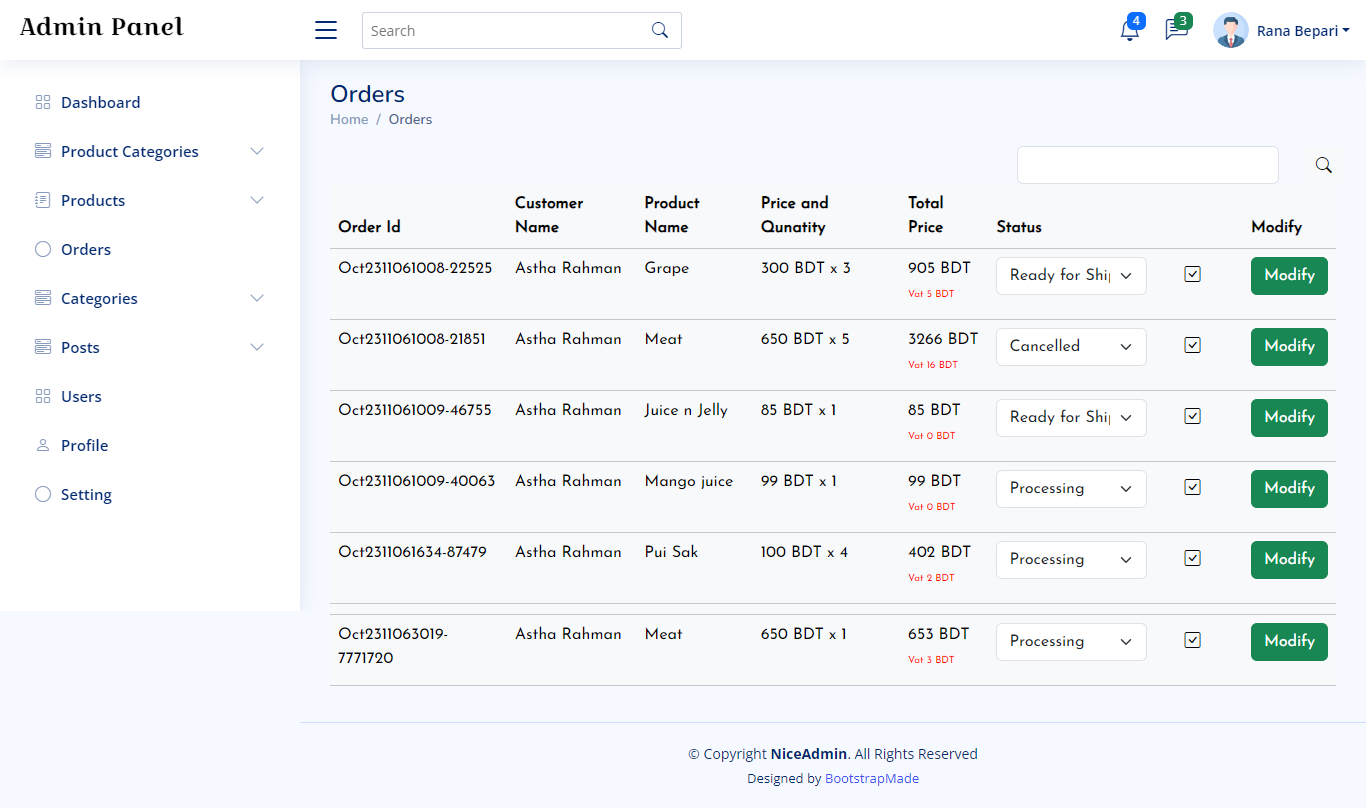 Admin Panel
Search
4
3
Rana Bepari
Dashboard
Product Categories
Products
Orders
Categories
Posts
Users
Profile
Setting
Orders
Home / Orders
Order Id Customer Name Product Name Price and Qunatity Total Price Status Modify
Oct2311061008-22525 Astha Rahman Grape 300 BDT x 3 905 BDT Ready for Ship Modify
Vat 5 BDT
Oct2311061008-21851 Astha Rahman Meat 650 BDT x 5 3266 BDT Cancelled Modify
Vat 16 BDT
Oct2311061009-46755 Astha Rahman Juice n Jelly 85 BDT x 1 85 BDT Ready for Ship Modify
Vat 0 BDT
Oct2311061009-40063 Astha Rahman Mango juice 99 BDT x 1 99 BDT Processing Modify
Vat 0 BDT
Oct2311061634-87479 Astha Rahman Pui Sak 100 BDT x 4 402 BDT Processing Modify
Vat 2 BDT
Oct2311063019- Astha Rahman Meat 650 BDT x 1 653 BDT Processing Modify
7771720 Vat 3 BDT
© Copyright NiceAdmin. All Rights Reserved
Designed by BootstrapMade